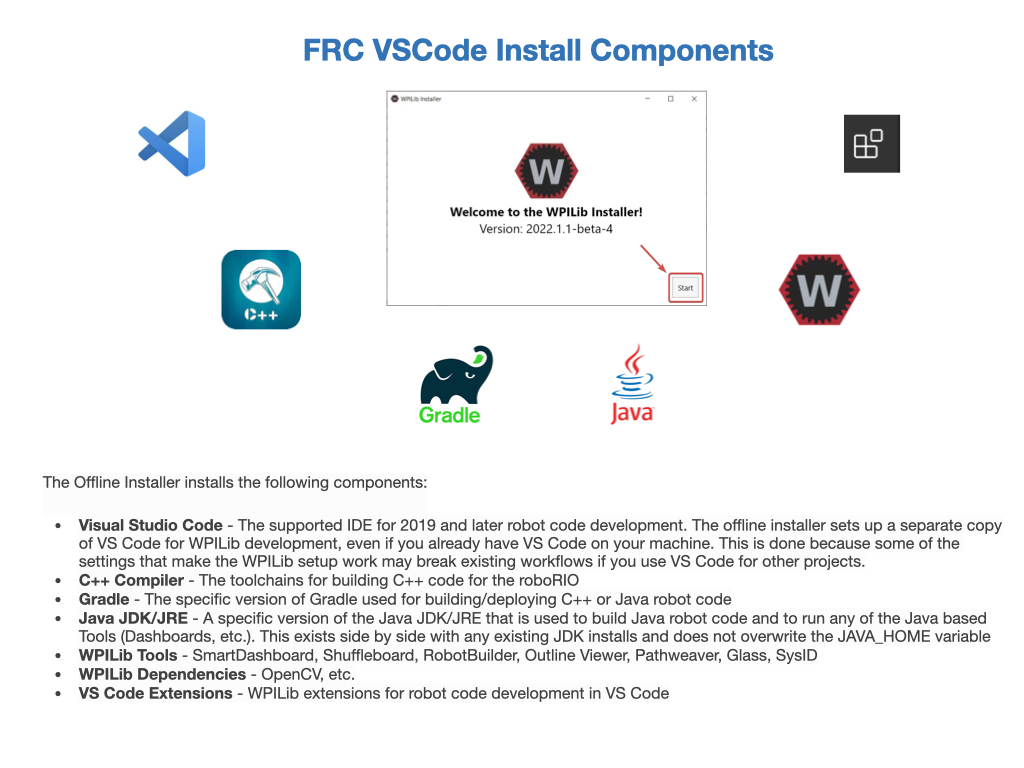 FRC VSCode Install Components
WPILib Installer
W
Welcome to the WPILib Installer!
Version: 2022.1.1-beta-4
Start
C++
W
Gradle
Java
The Offline Installer installs the following components:
• Visual Studio Code - The supported IDE for 2019 and later robot code development. The offline installer sets up a separate copy
of VS Code for WPILib development, even if you already have VS Code on your machine. This is done because some of the
settings that make the WPILib setup work may break existing workflows if you use VS Code for other projects.
• C++ Compiler - The toolchains for building C++ code for the roboRIO
• Gradle - The specific version of Gradle used for building/deploying C++ or Java robot code
• Java JDK/JRE - A specific version of the Java JDK/JRE that is used to build Java robot code and to run any of the Java based
Tools (Dashboards, etc.). This exists side by side with any existing JDK installs and does not overwrite the JAVA_HOME variable
• WPILib Tools - SmartDashboard, Shuffleboard, RobotBuilder, Outline Viewer, Pathweaver, Glass, SysID
• WPILib Dependencies - OpenCV, etc.
• VS Code Extensions - WPILib extensions for robot code development in VS Code